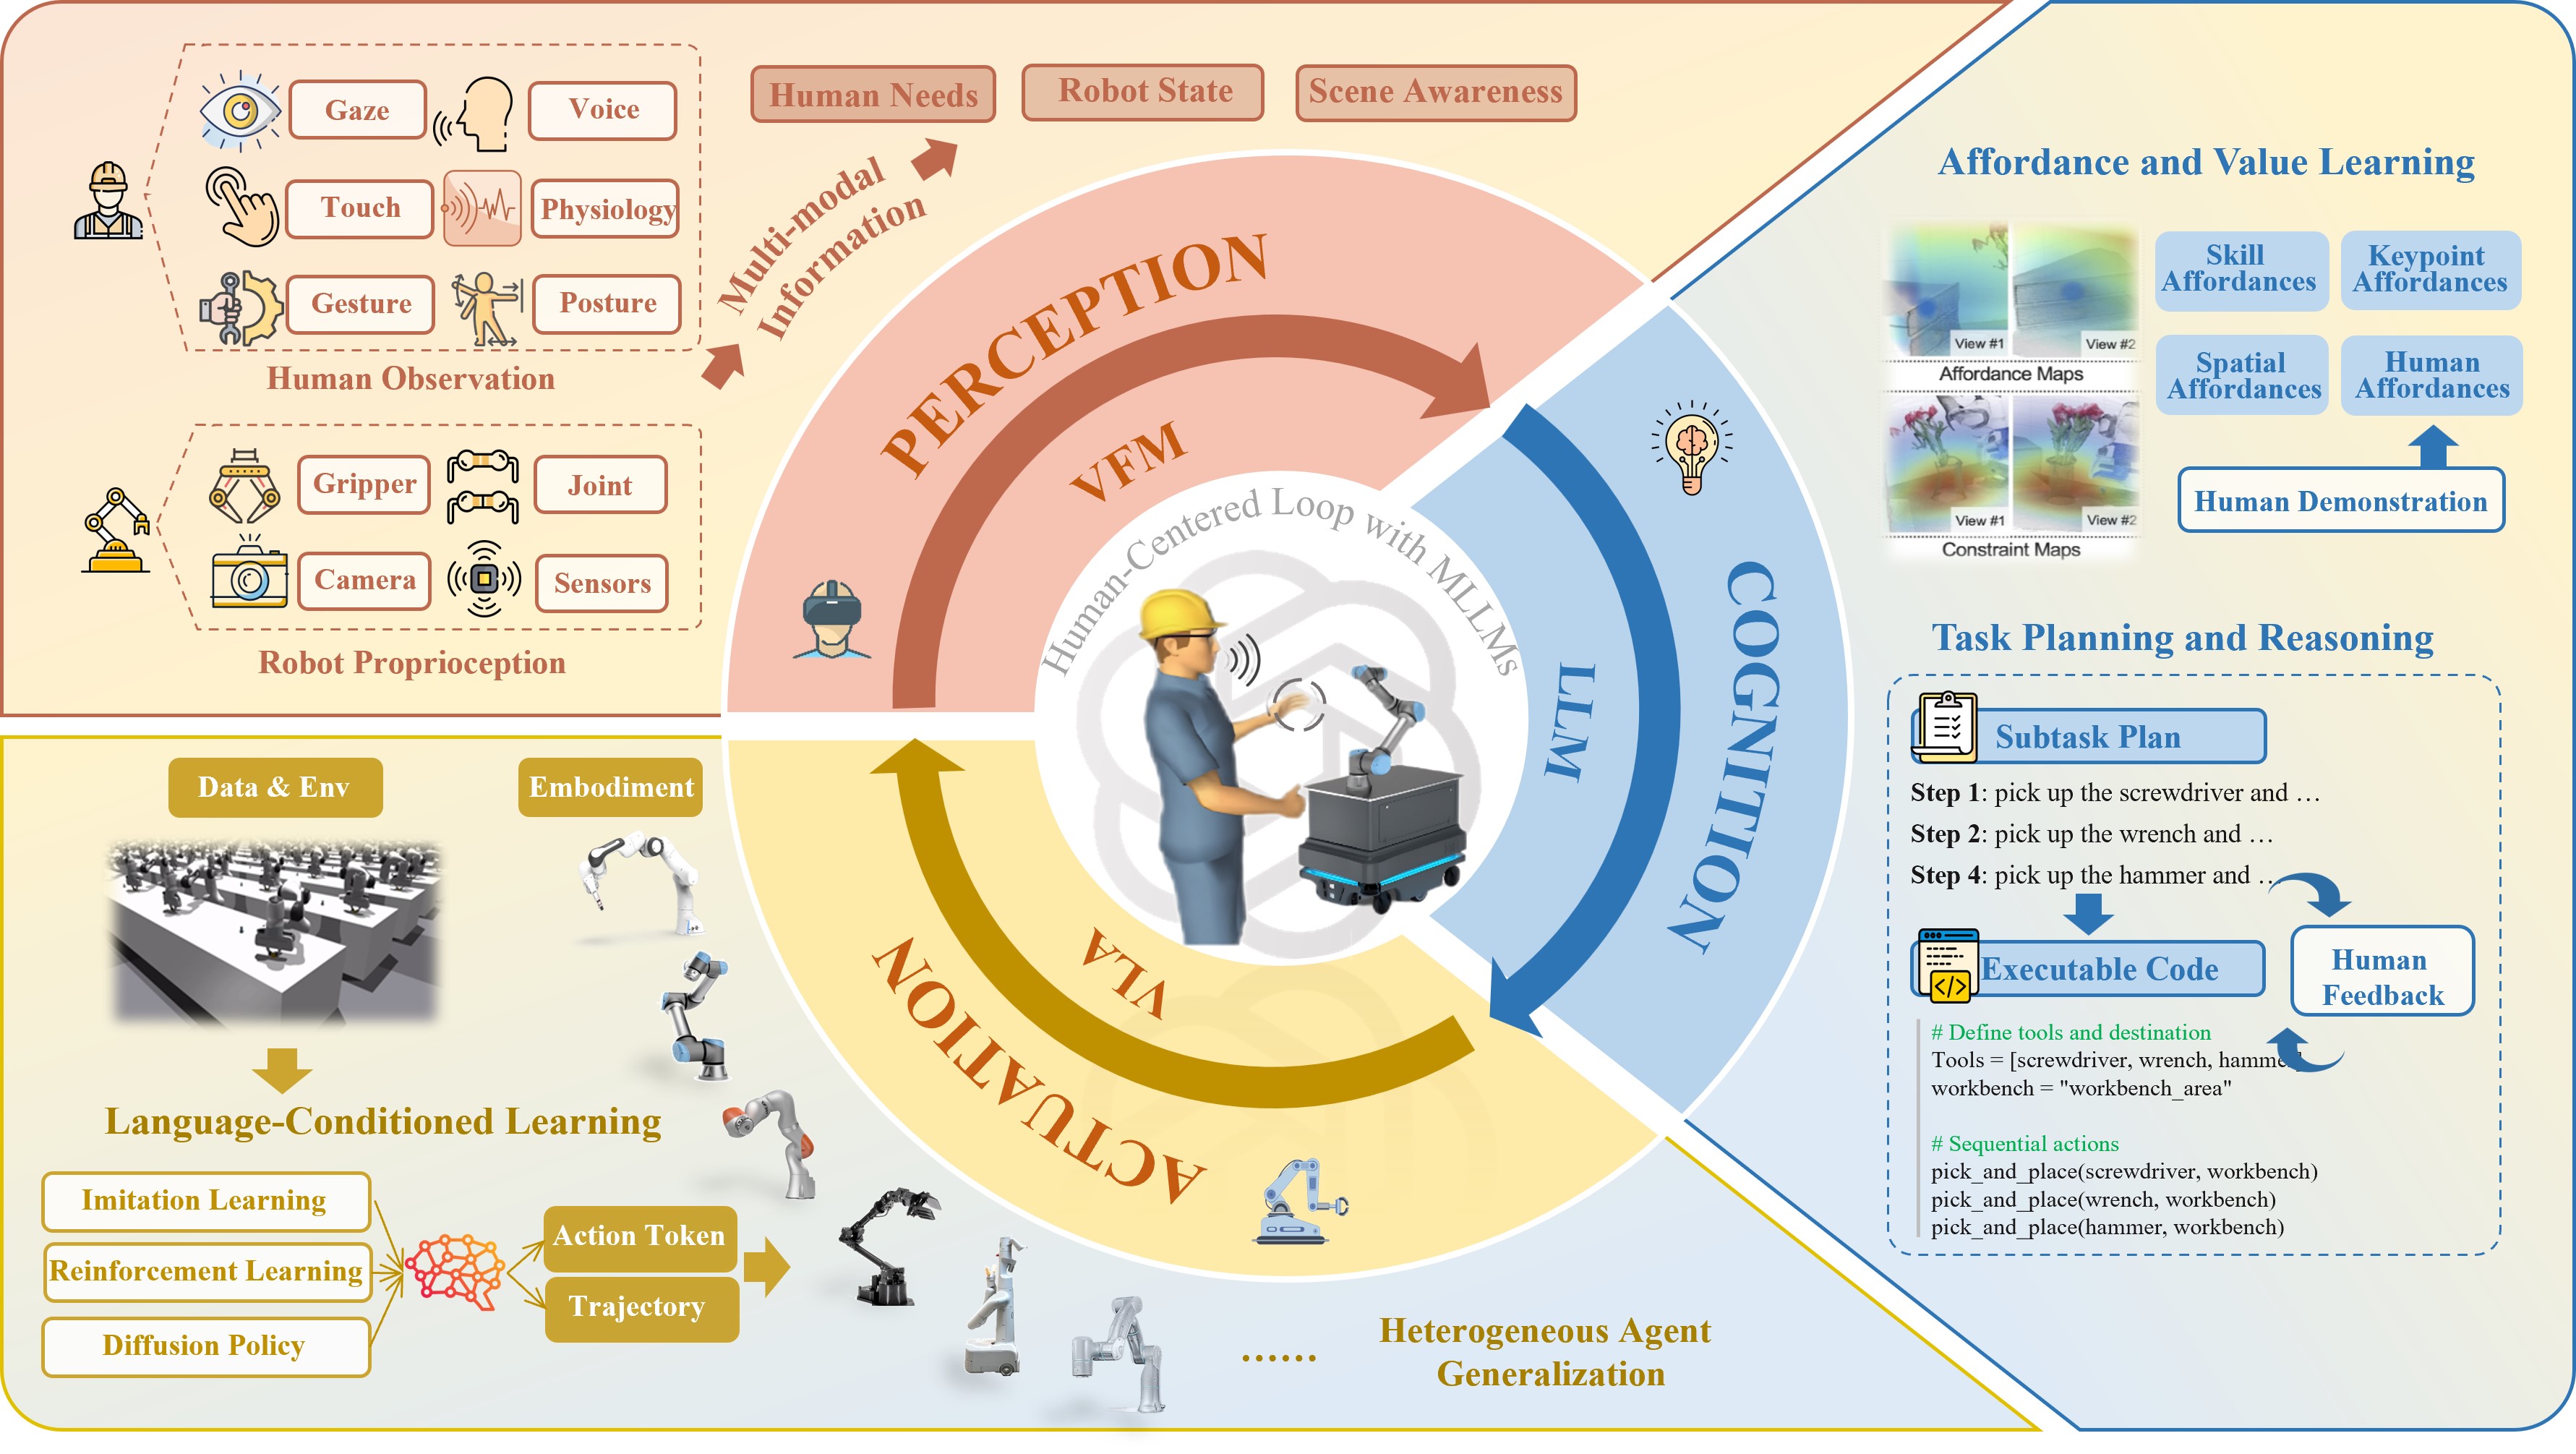 Gaze
Voice
Touch
Physiology
Gesture
Posture
Human Observation
Gripper
Joint
Camera
Sensors
Robot Proprioception
Multi-modal
Information
Human Needs
Robot State
Scene Awareness
PERCEPTION
VFM
Human-Centered Loop with MLLMs
COGNITION
LLM
ACTUATION
VLA
Affordance and Value Learning
View #1
View #2
Affordance Maps
View #1
View #2
Constraint Maps
Skill
Affordances
Keypoint
Affordances
Spatial
Affordances
Human
Affordances
Human Demonstration
Task Planning and Reasoning
Subtask Plan
Step 1: pick up the screwdriver and …
Step 2: pick up the wrench and …
Step 4: pick up the hammer and …
Executable Code
</>
Human
Feedback
# Define tools and destination
Tools = [screwdriver, wrench, hammer]
workbench = "workbench_area"
# Sequential actions
pick_and_place(screwdriver, workbench)
pick_and_place(wrench, workbench)
pick_and_place(hammer, workbench)
Data & Env
Embodiment
Language-Conditioned Learning
Imitation Learning
Reinforcement Learning
Diffusion Policy
Action Token
Trajectory
......
Heterogeneous Agent
Generalization